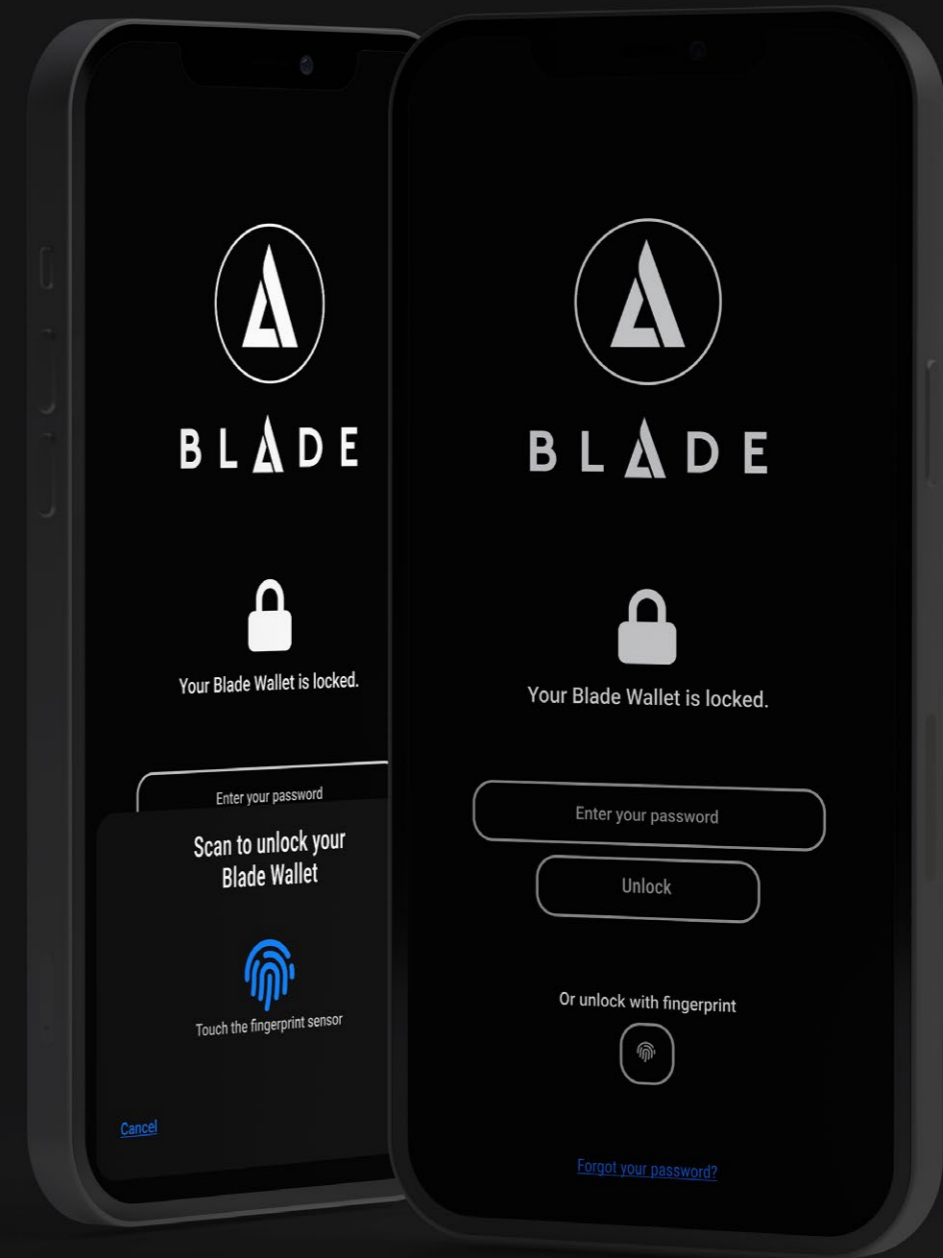 BLADE
Your Blade Wallet is locked.
Enter your password
Scan to unlock your
Blade Wallet
Touch the fingerprint sensor
Cancel
BLADE
Your Blade Wallet is locked.
Enter your password
Unlock
Or unlock with fingerprint
Forgot your password?